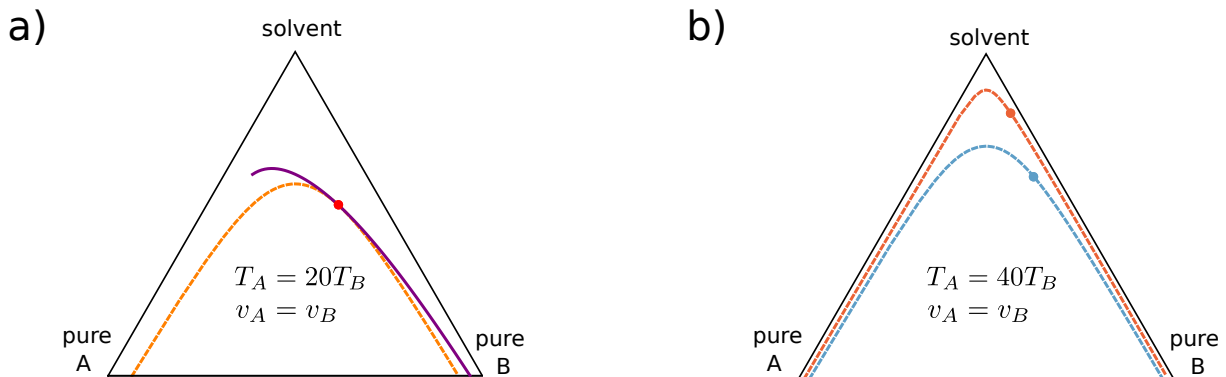 a)
solvent
T_A = 20T_B
v_A = v_B
pure
A
pure
B
b)
solvent
T_A = 40T_B
v_A = v_B
pure
A
pure
B